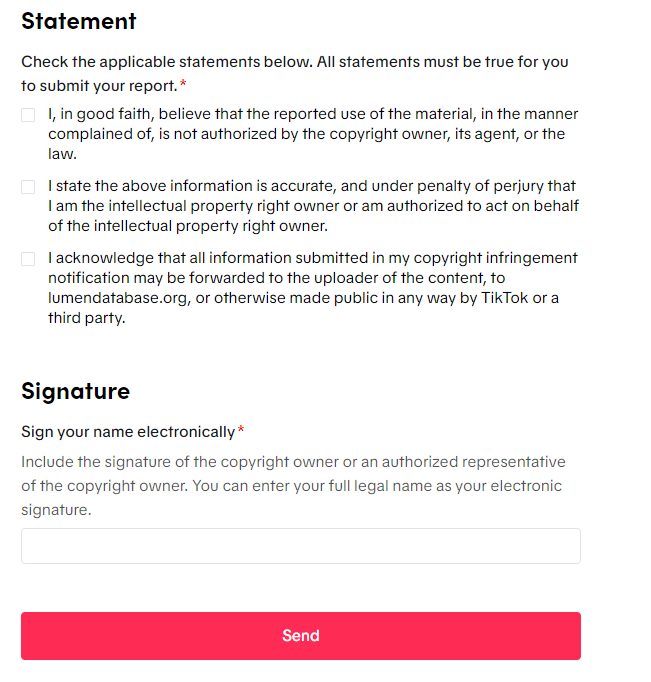 Statement
Check the applicable statements below. All statements must be true for you
to submit your report.*
I, in good faith, believe that the reported use of the material, in the manner
complained of, is not authorized by the copyright owner, its agent, or the
law.
I state the above information is accurate, and under penalty of perjury that
I am the intellectual property right owner or am authorized to act on behalf
of the intellectual property right owner.
I acknowledge that all information submitted in my copyright infringement
notification may be forwarded to the uploader of the content, to
lumendatabase.org, or otherwise made public in any way by TikTok or a
third party.
Signature
Sign your name electronically*
Include the signature of the copyright owner or an authorized representative
of the copyright owner. You can enter your full legal name as your electronic
signature.
Send